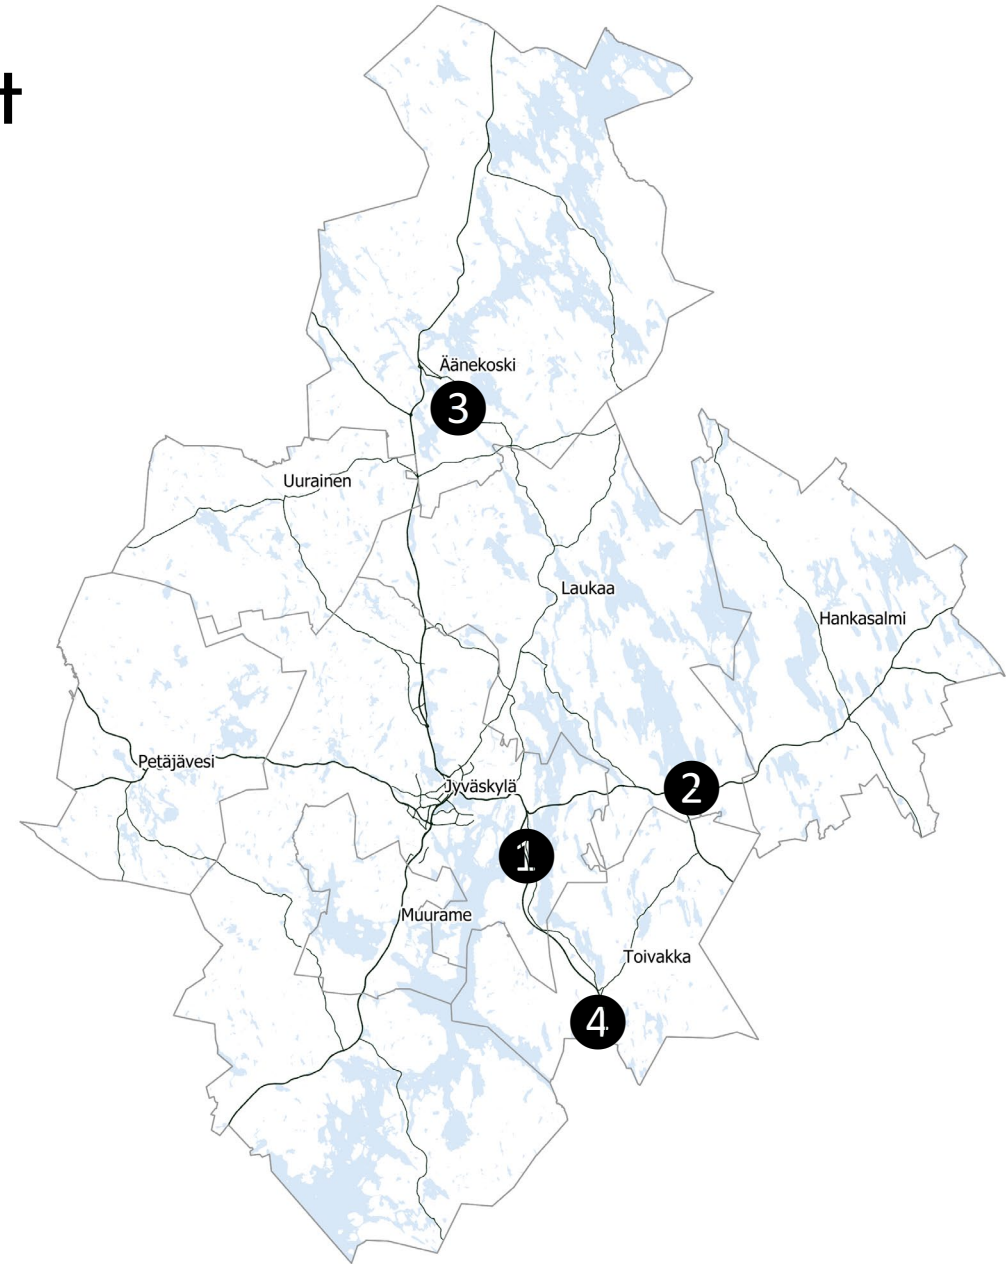 t
Äänekoski
3
Uurainen
Laukaa
Hankasalmi
Petäjävesi
Jyväskylä
2
1
Muurame
Toivakka
4